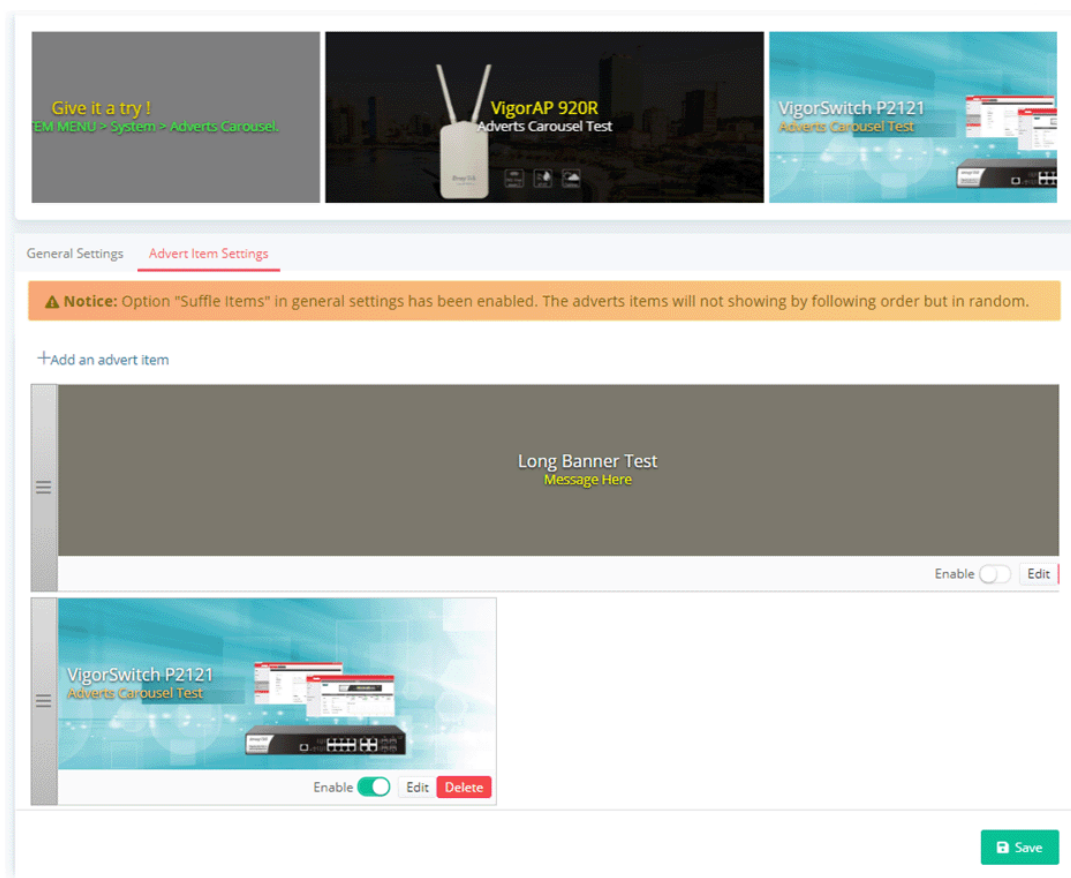 Give it a try !
EM MENU > System > Adverts Carousel.
VigorAP 920R
Adverts Carousel Test
VigorSwitch P2121
Adverts Carousel Test
General Settings
Advert Item Settings
Notice: Option "Suffle Items" in general settings has been enabled. The adverts items will not showing by following order but in random.
+Add an advert item
Long Banner Test
Message Here
Enable
Edit
VigorSwitch P2121
Adverts Carousel Test
Enable
Edit
Delete
Save